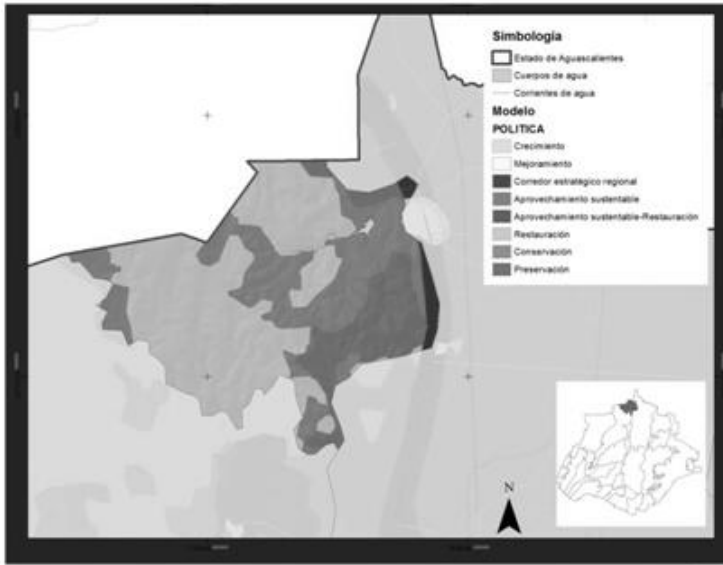 Simbología
Estado de Aguascalientes
Cuerpos de agua
Corrientes de agua
Modelo
POLITICA
Crecimiento
Mejoramiento
Corredor estratégico regional
Aprovechamiento sustentable
Aprovechamiento sustentable-Restauración
Restauración
Conservación
Preservación
N